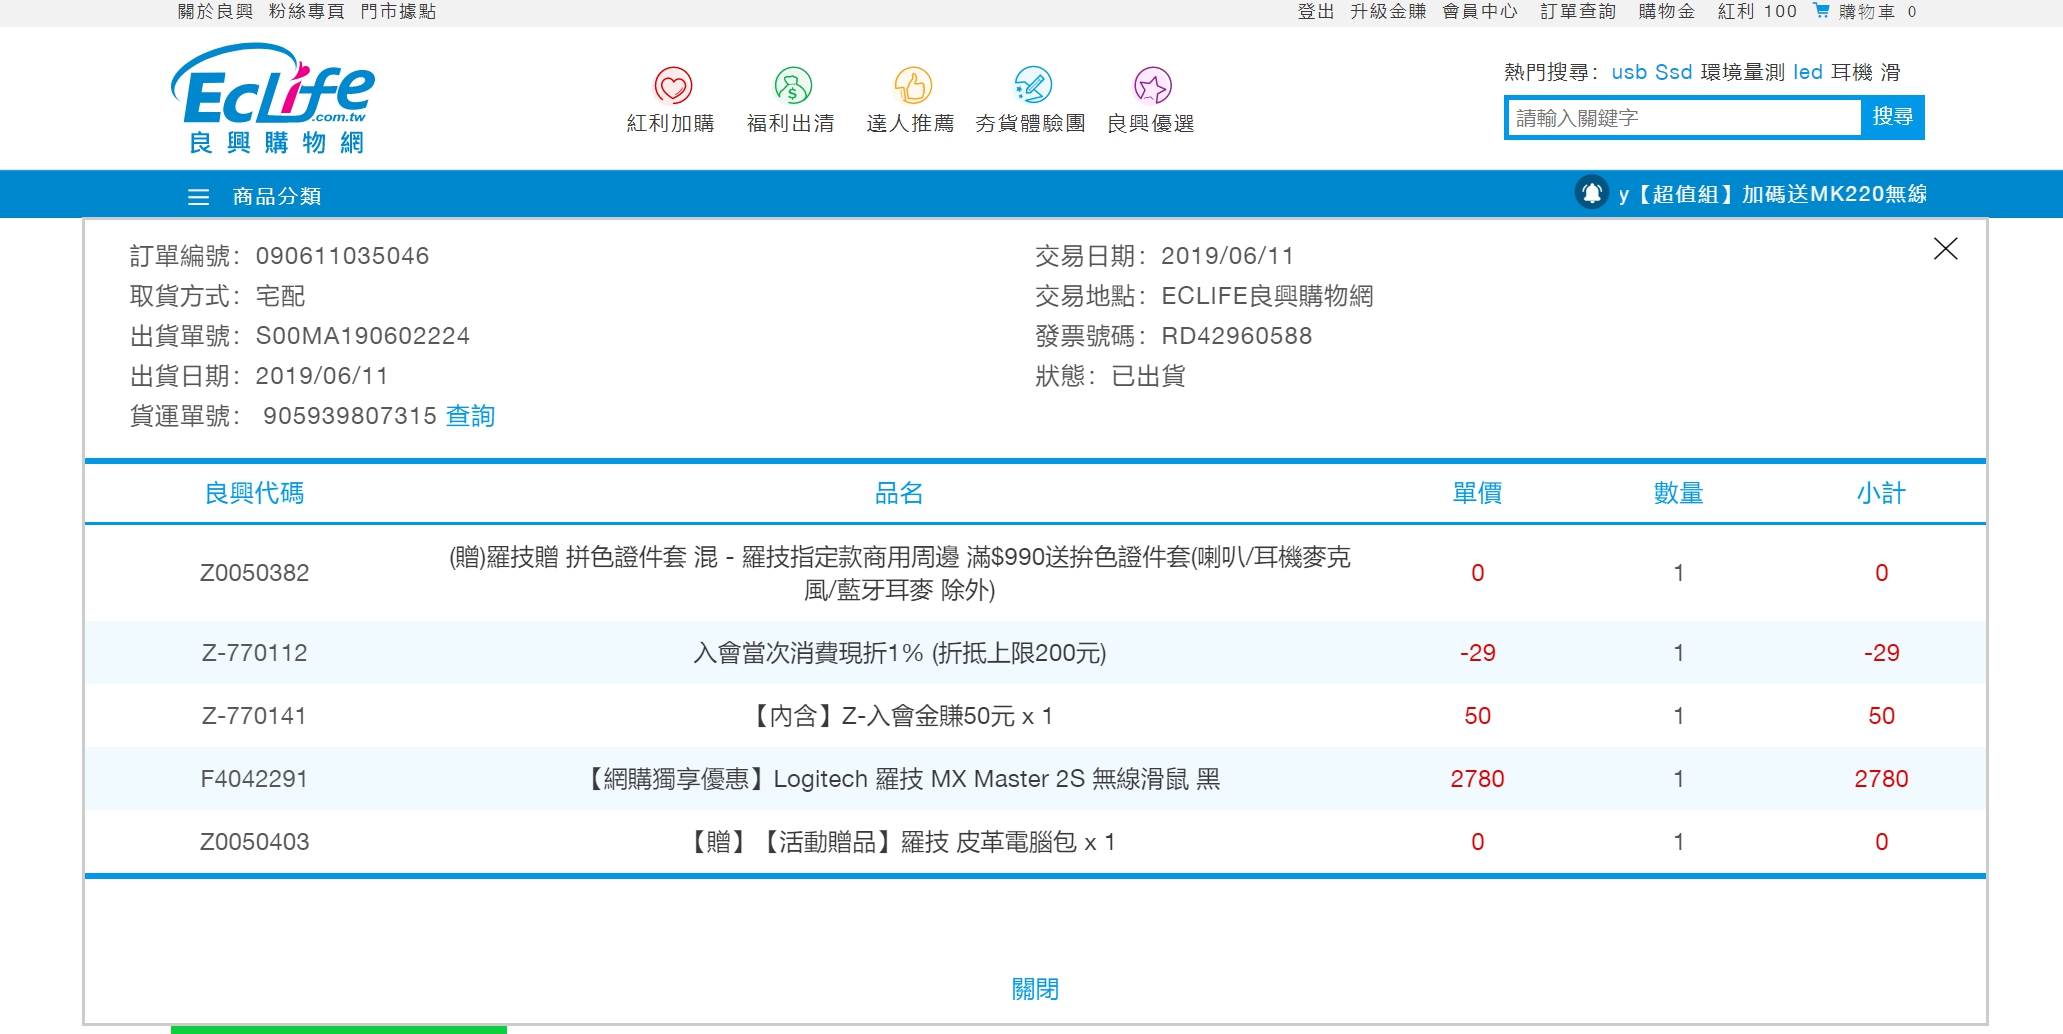 關於良興 粉絲專頁 門市據點
登出 升級金賺 會員中心 訂單查詢 購物金 紅利 100 購物車 0
EcLife.com.tw
良興購物網
紅利加購 福利出清 達人推薦 夯貨體驗團 良興優選
熱門搜尋: usb Ssd 環境量測 led 耳機 滑
請輸入關鍵字 搜尋
商品分類
y【超值組】加碼送MK220無線
訂單編號: 090611035046
取貨方式: 宅配
出貨單號: S00MA190602224
出貨日期: 2019/06/11
貨運單號: 905939807315 查詢
交易日期: 2019/06/11
交易地點: ECLIFE良興購物網
發票號碼: RD42960588
狀態: 已出貨
良興代碼 品名 單價 數量 小計
Z0050382 (贈)羅技贈 拼色證件套 混 - 羅技指定款商用周邊 滿$990送拚色證件套(喇叭/耳機麥克 0 1 0
風/藍牙耳麥 除外)
Z-770112 入會當次消費現折1% (折抵上限200元) -29 1 -29
Z-770141 【內含】Z-入會金賺50元 x 1 50 1 50
F4042291 【網購獨享優惠】Logitech 羅技 MX Master 2S 無線滑鼠 黑 2780 1 2780
Z0050403 【贈】【活動贈品】羅技 皮革電腦包 x 1 0 1 0
關閉